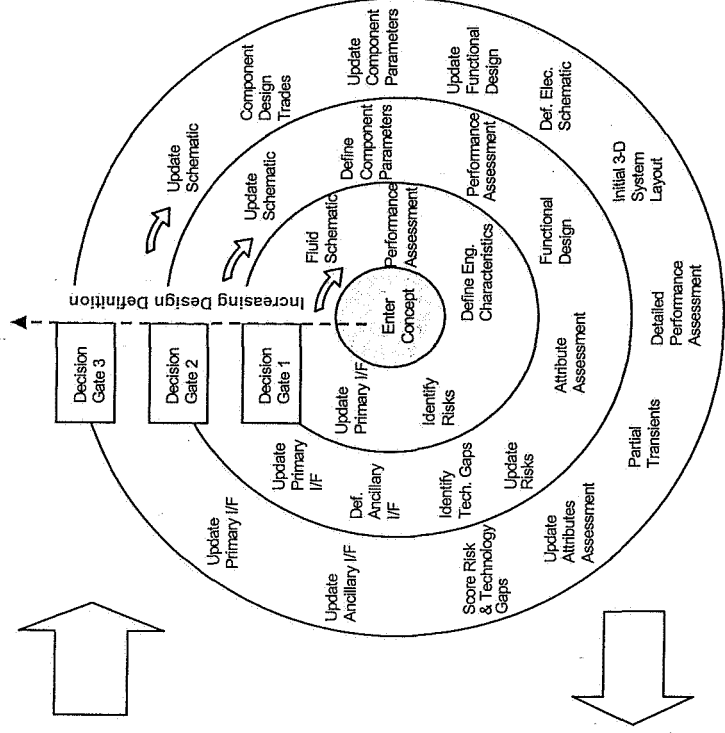 Decision
Gate 3
Decision
Gate 2
Decision
Gate 1
Increasing Design Definition
Enter
Concept
Fluid
Schematic
Performance
Assessment
Define Eng.
Characteristics
Identify
Risks
Update
Primary I/F
Update
Schematic
Define
Component
Parameters
Performance
Assessment
Functional
Design
Attribute
Assessment
Update
Risks
Identify
Tech. Gaps
Def.
Ancillary
I/F
Update
Primary
I/F
Update
Schematic
Component
Design
Trades
Update
Component
Parameters
Update
Functional
Design
Def. Elec.
Schematic
Initial 3-D
System
Layout
Detailed
Performance
Assessment
Partial
Transients
Update
Attributes
Assessment
Score Risk
& Technology
Gaps
Update
Ancillary I/F
Update
Primary I/F